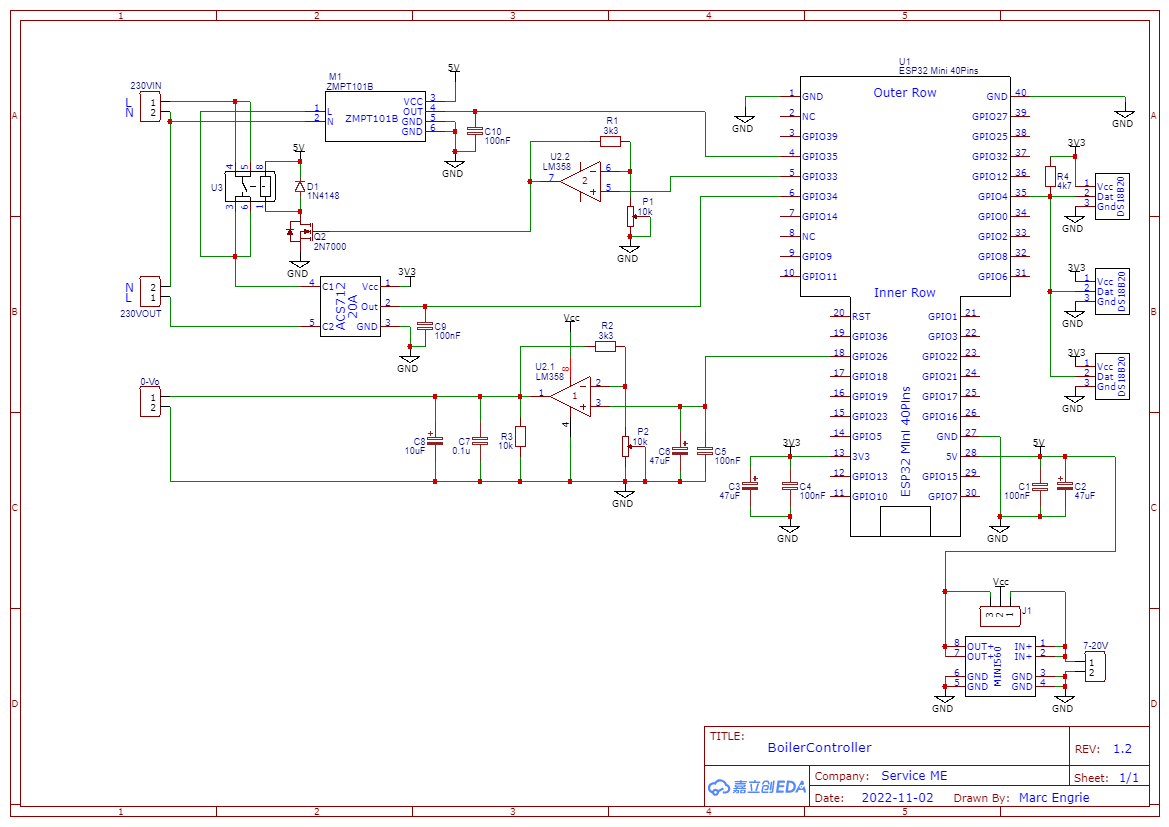 1 2 3 4 5
A
B
C
D
A
B
C
D
230VIN
L
N
1
2
M1
ZMPT101B
1 L
2 N
ZMPT101B
VCC 3
OUT 4
GND 5
GND 6
5V
C10
100nF
GND
U3
4 5 8
3 6 1
5V
D1
1N4148
Q2
2N7000
GND
R1
3k3
U2.2
LM358
7
2
6
5
P1
10k
GND
N
L
2
1
230VOUT
4 C1
5 C2
ACS712
20A
Vcc 1
Out 2
GND 3
3V3
C9
100nF
GND
0-Vo
1
2
C8
10uF
C7
0.1u
R3
10k
Vcc
R2
3k3
U2.1
LM358
8
1
1
2
3
4
P2
10k
GND
C6
47uF
C5
100nF
U1
ESP32 Mini 40Pins
Outer Row
1 GND
2 NC
3 GPIO39
4 GPIO35
5 GPIO33
6 GPIO34
7 GPIO14
8 NC
9 GPIO9
10 GPIO11
GND 40
GPIO27 39
GPIO25 38
GPIO32 37
GPIO12 36
GPIO4 35
GPIO0 34
GPIO2 33
GPIO8 32
GPIO6 31
Inner Row
20 RST
19 GPIO36
18 GPIO26
17 GPIO18
16 GPIO19
15 GPIO23
14 GPIO5
13 3V3
12 GPIO13
11 GPIO10
GPIO1 21
GPIO3 22
GPIO22 23
GPIO21 24
GPIO17 25
GPIO16 26
GND 27
5V 28
GPIO15 29
GPIO7 30
ESP32 Mini 40Pins
GND
GND
3V3
R4
4k7
1 Vcc
2 Dat
3 Gnd
DS18B20
GND
3V3
1 Vcc
2 Dat
3 Gnd
DS18B20
GND
3V3
1 Vcc
2 Dat
3 Gnd
DS18B20
GND
3V3
C3
47uF
C4
100nF
GND
5V
C1
100nF
C2
47uF
GND
Vcc
3 2 1
J1
8 OUT+
7 OUT+
6 GND
5 GND
MINI560
IN+ 1
IN+ 2
GND 3
GND 4
7-20V
1
2
GND
GND
TITLE:
BoilerController
REV: 1.2
嘉立创EDA
Company: Service ME
Sheet: 1/1
Date: 2022-11-02 Drawn By: Marc Engrie
1 2 3 4 5